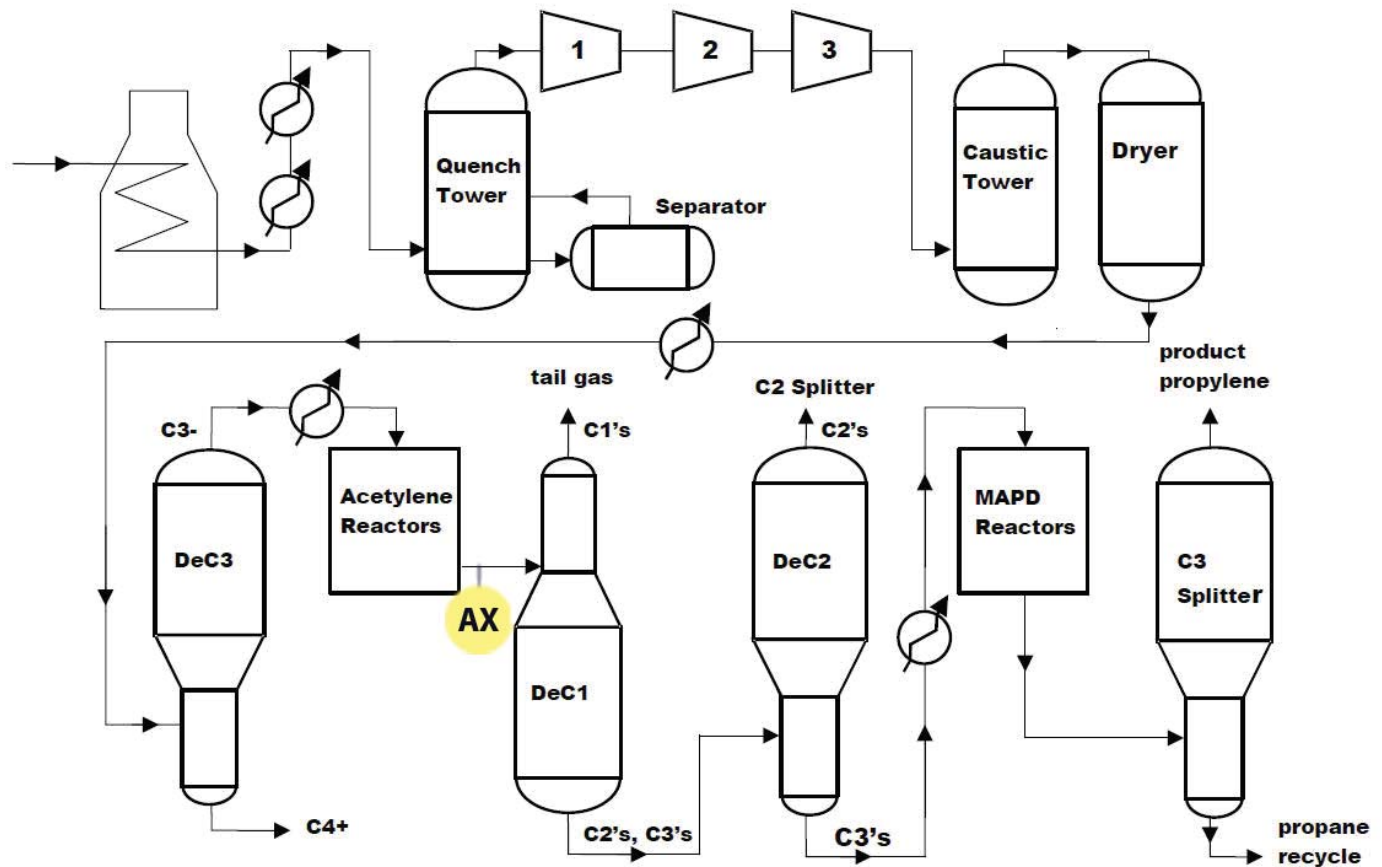 1
2
3
Quench
Tower
Separator
Caustic
Tower
Dryer
product
propylene
tail gas
C2 Splitter
C3-
C1's
C2's
Acetylene
Reactors
MAPD
Reactors
DeC3
DeC2
C3
Splitter
AX
DeC1
C4+
C2's, C3's
C3's
propane
recycle